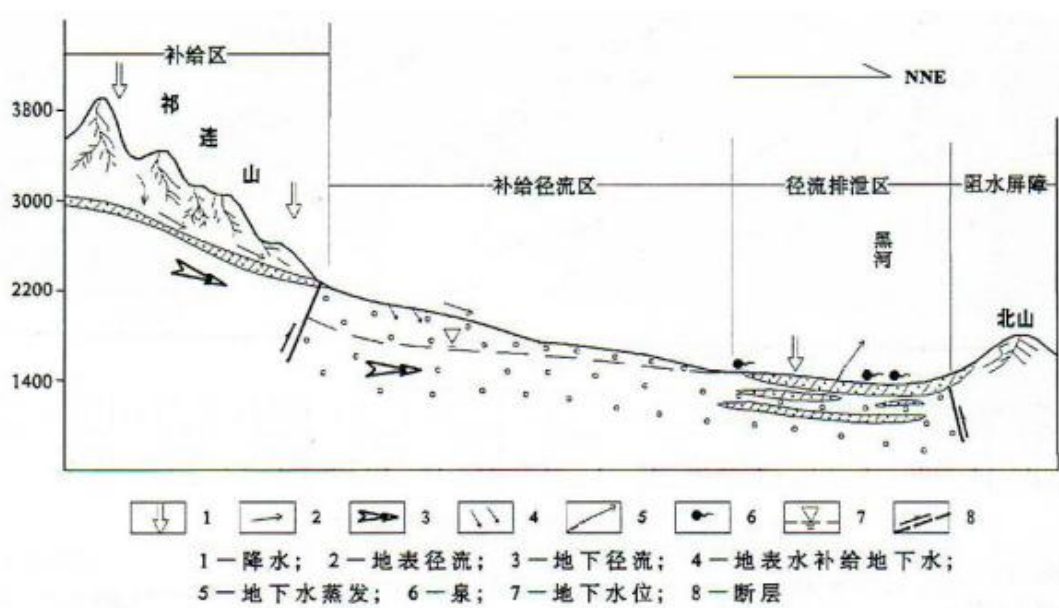 补给区
NNE
3800
祁连山
3000
补给径流区
径流排泄区
阻水屏障
黑河
2200
北山
1400
1 2 3 4 5 6 7 8
1—降水; 2—地表径流; 3—地下径流; 4—地表水补给地下水;
5—地下水蒸发; 6—泉; 7—地下水位; 8—断层